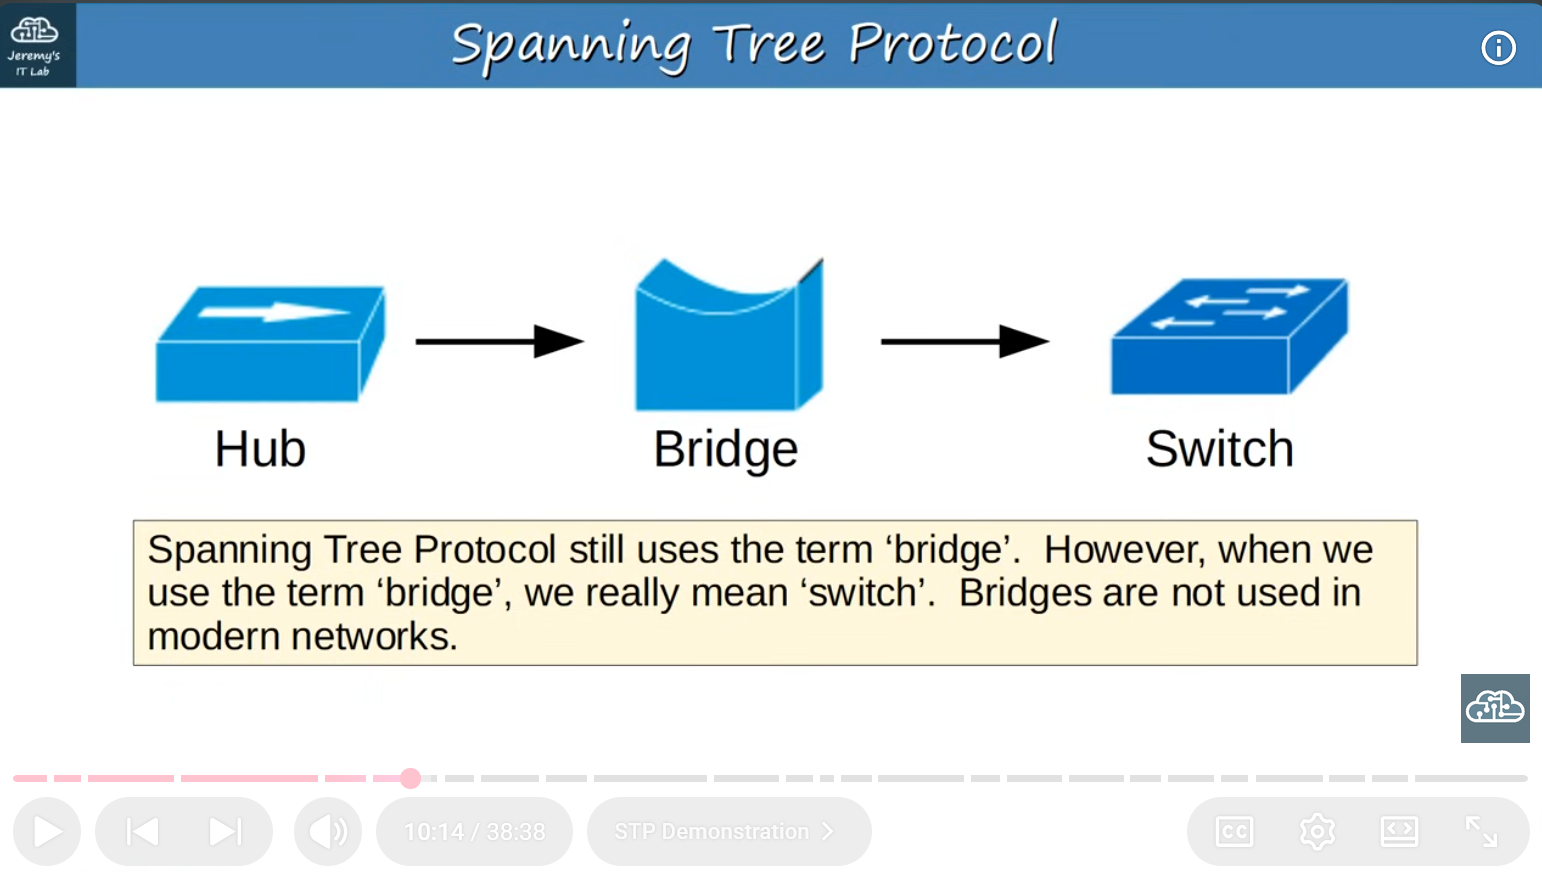 Jeremy's
IT Lab
Spanning Tree Protocol
Hub
Bridge
Switch
Spanning Tree Protocol still uses the term ‘bridge’.  However, when we
use the term ‘bridge’, we really mean ‘switch’.  Bridges are not used in
modern networks.
10:14 / 38:38
STP Demonstration
CC